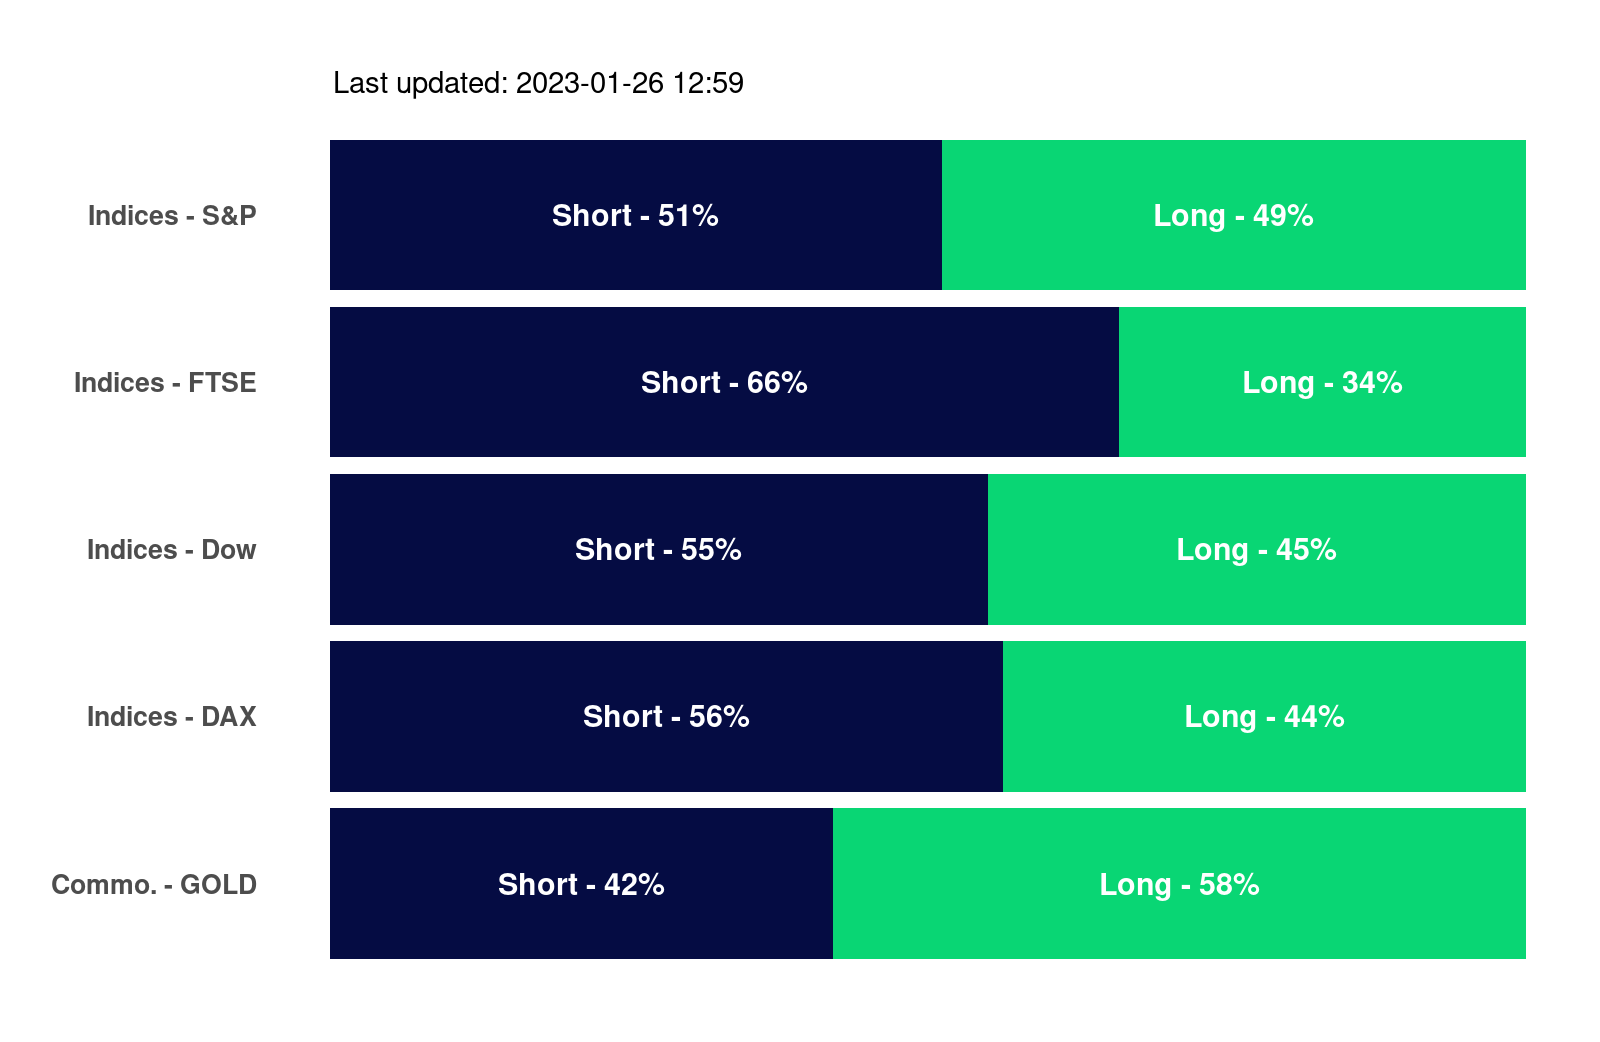 Last updated: 2023-01-26 12:59
Indices - S&P Short - 51% Long - 49%
Indices - FTSE Short - 66% Long - 34%
Indices - Dow Short - 55% Long - 45%
Indices - DAX Short - 56% Long - 44%
Commo. - GOLD Short - 42% Long - 58%